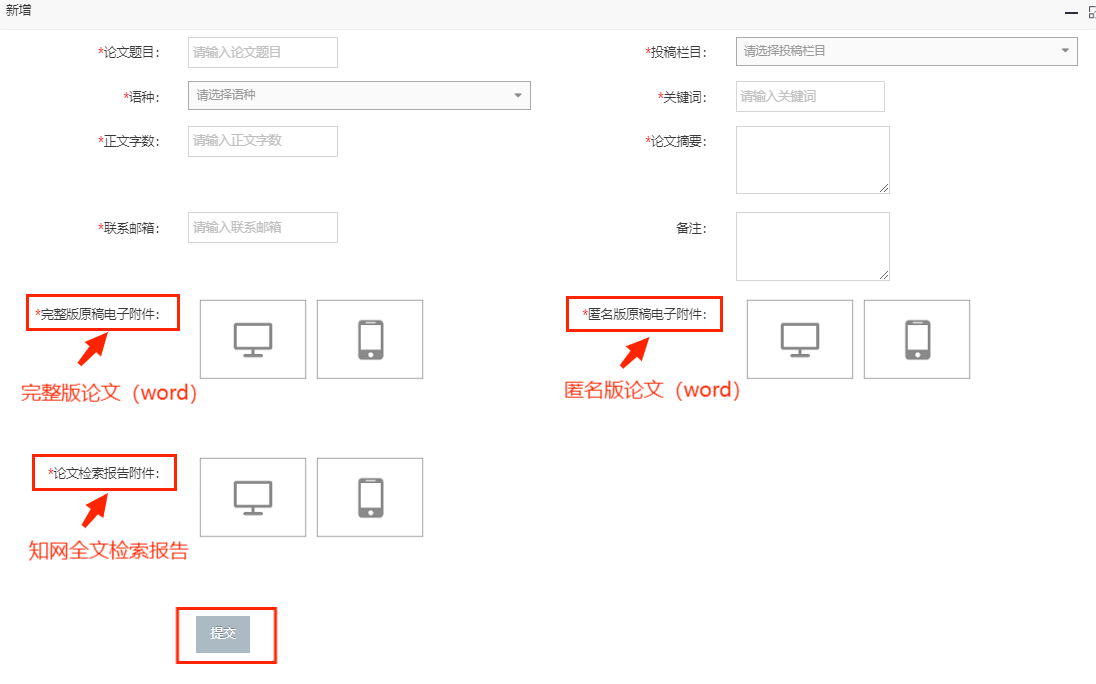 新增
*论文题目:
请输入论文题目
*投稿栏目:
请选择投稿栏目
*语种:
请选择语种
*关键词:
请输入关键词
*正文字数:
请输入正文字数
*论文摘要:
*联系邮箱:
请输入联系邮箱
备注:
*完整版原稿电子附件:
*匿名版原稿电子附件:
完整版论文（word）
匿名版论文（word）
*论文检索报告附件:
知网全文检索报告
提交